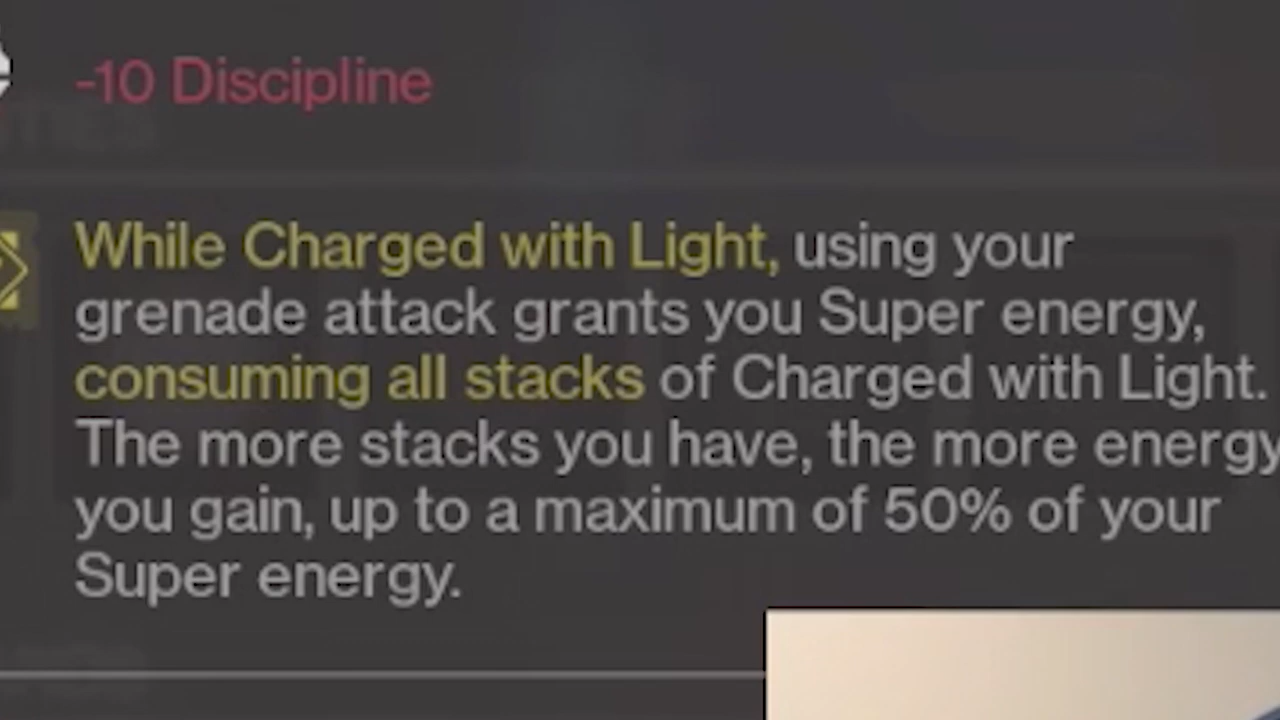 -10 Discipline
While Charged with Light, using your
grenade attack grants you Super energy,
consuming all stacks of Charged with Light.
The more stacks you have, the more energy
you gain, up to a maximum of 50% of your
Super energy.